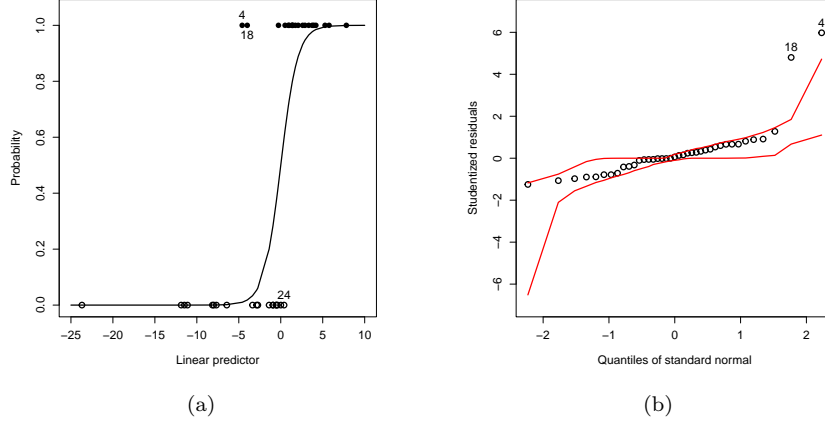 4
18
24
Probability
0.0
0.2
0.4
0.6
0.8
1.0
−25 −20 −15 −10 −5 0 5 10
Linear predictor
(a)
4
18
Studentized residuals
−6
−4
−2
0
2
4
6
−2 −1 0 1 2
Quantiles of standard normal
(b)